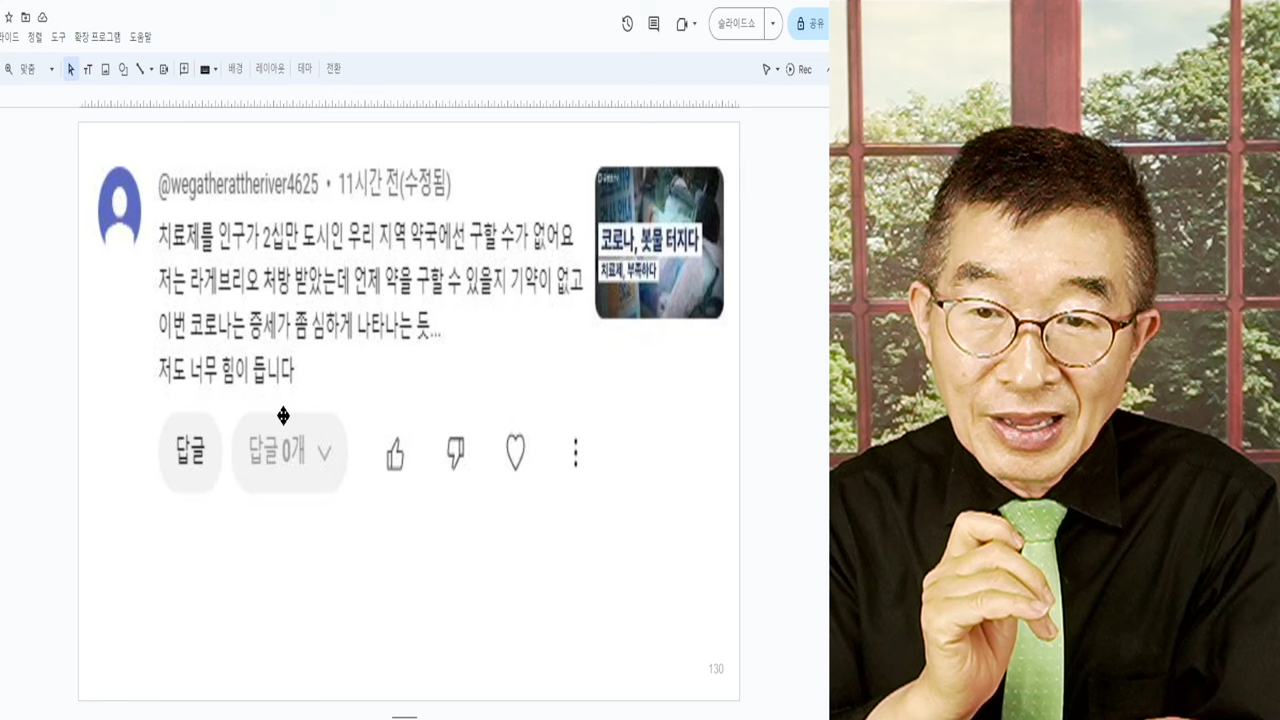 라이드 정렬 도구 확장 프로그램 도움말
슬라이드쇼
공유
맞춤
배경 레이아웃 테마 전환
Rec
@wegatherattheriver4625 • 11시간 전(수정됨)
치료제를 인구가 2십만 도시인 우리 지역 약국에선 구할 수가 없어요
저는 라게브리오 처방 받았는데 언제 약을 구할 수 있을지 기약이 없고
이번 코로나는 증세가 좀 심하게 나타나는 듯...
저도 너무 힘이 듭니다
코로나, 봇물 터지다
치료제, 부족하다
답글
답글 0개
130